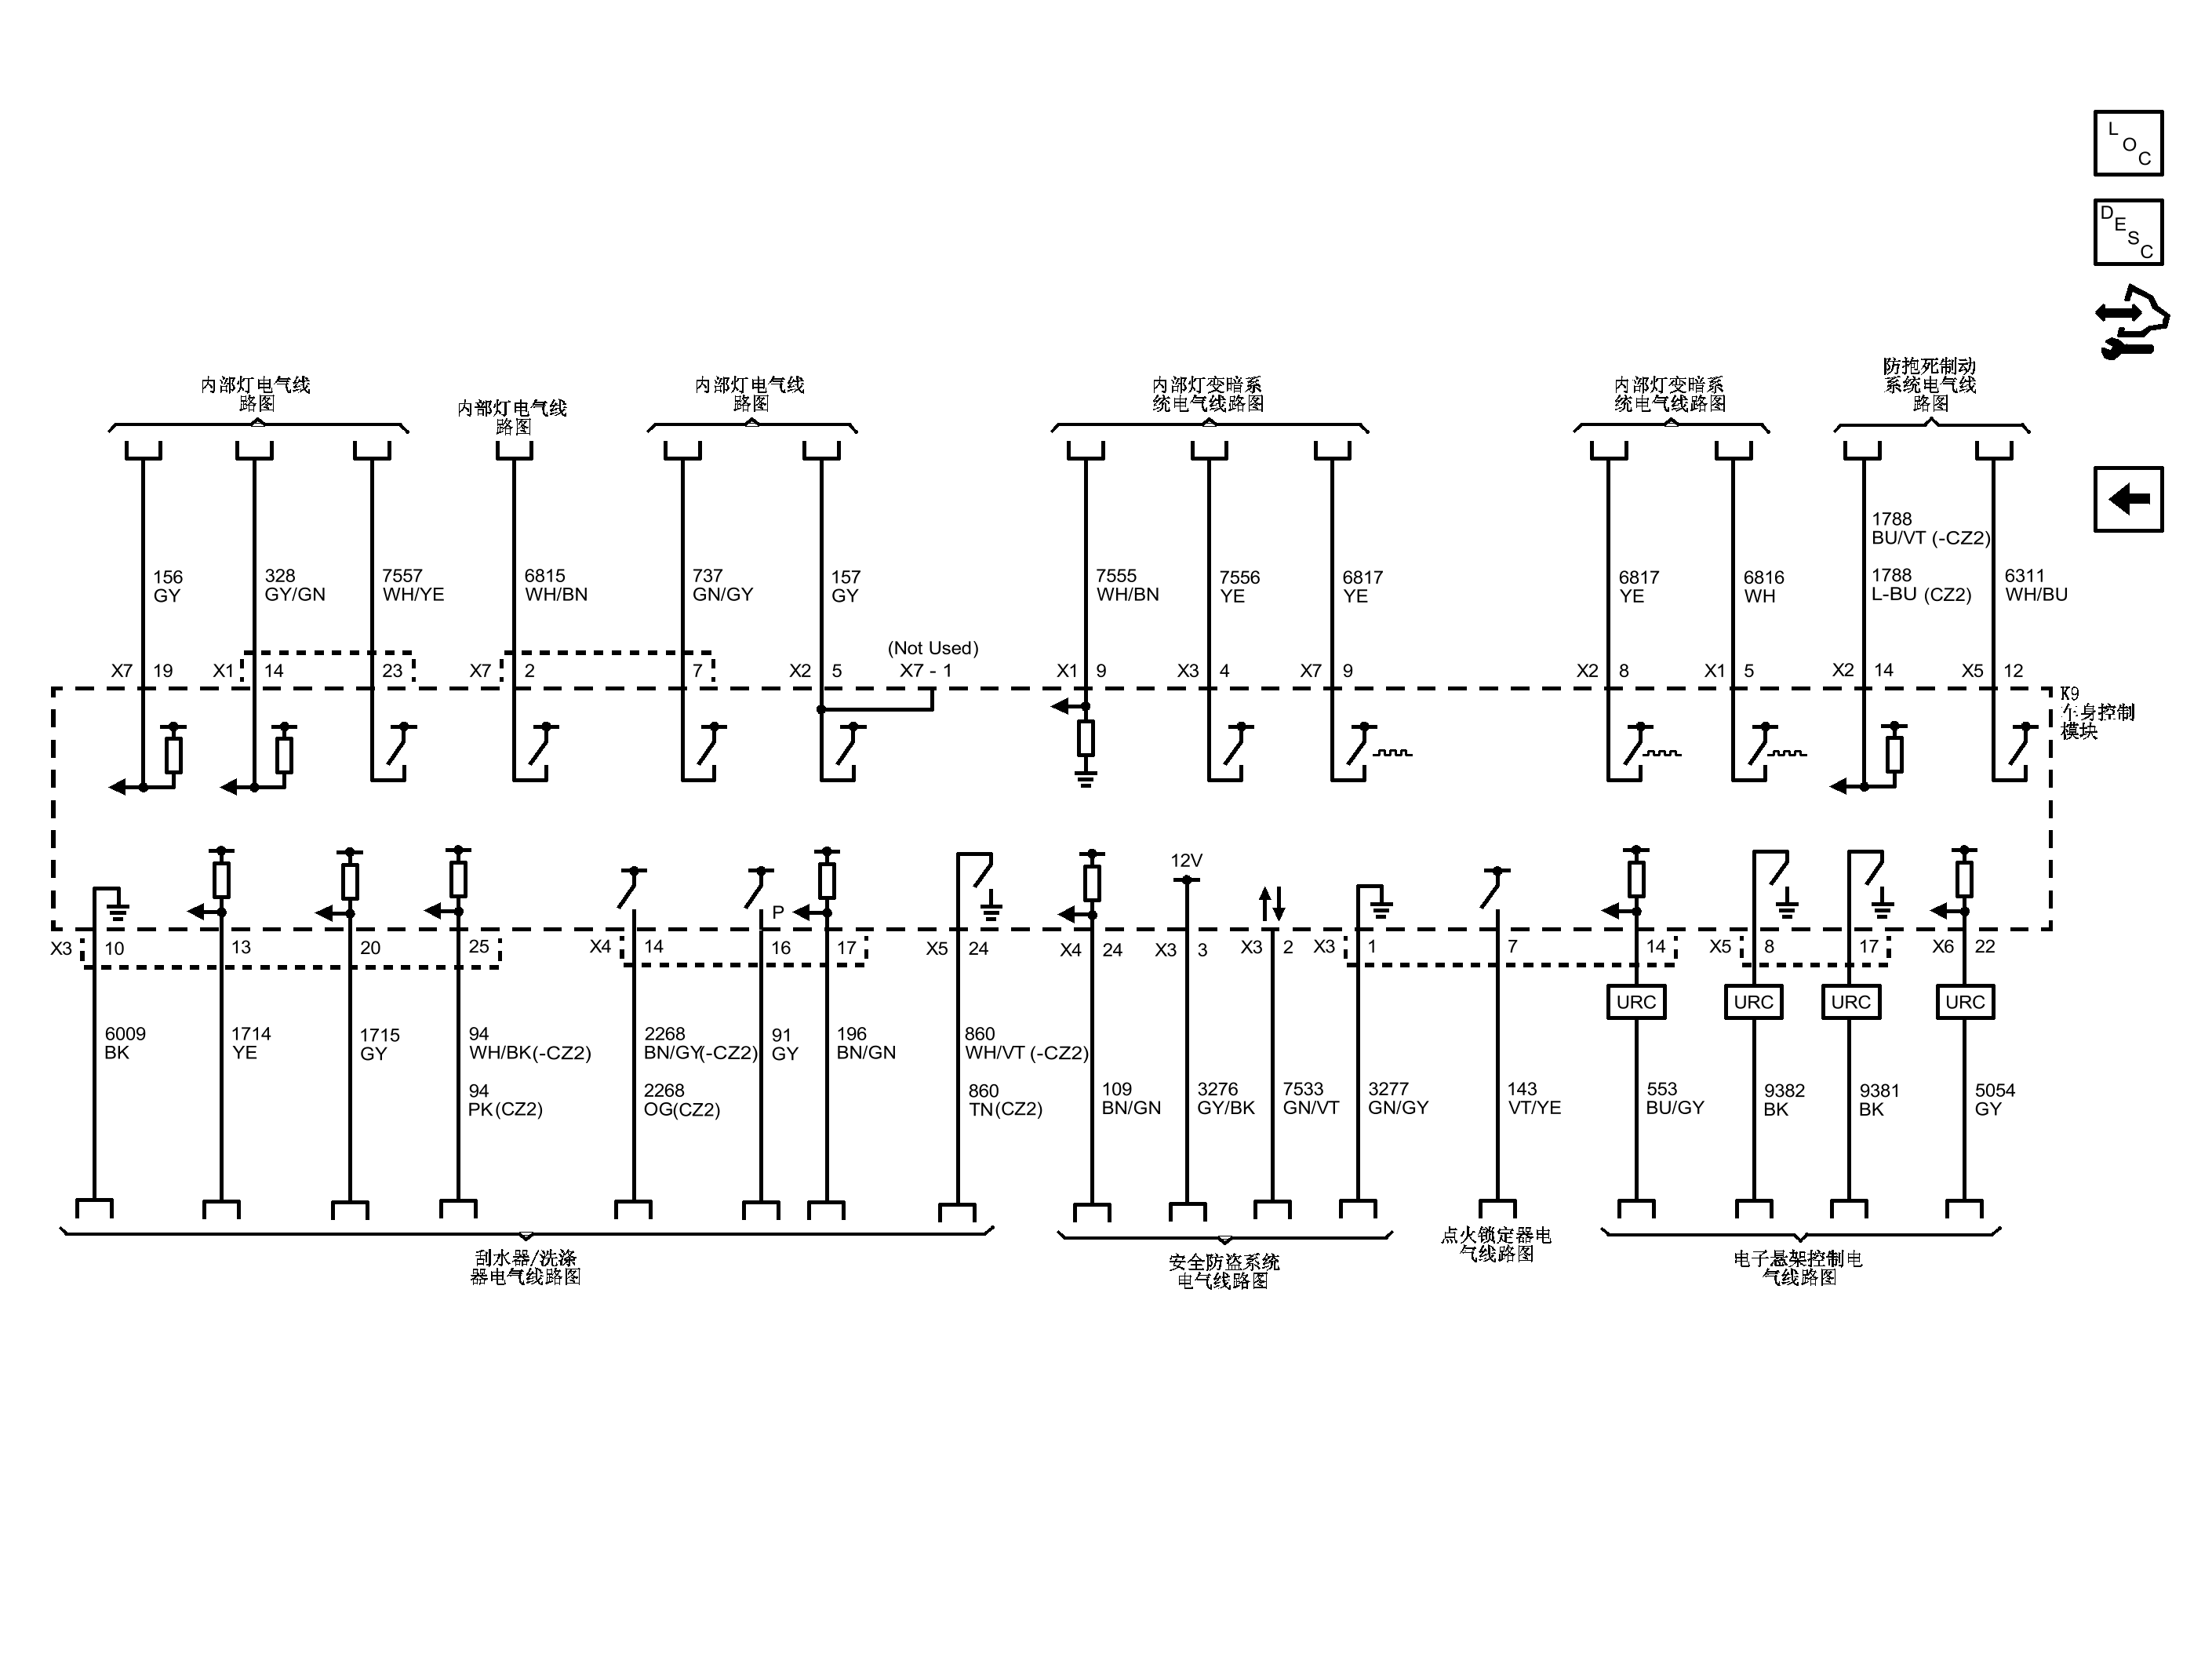 L
O
C
D
E
S
C
内部灯电气线
路图
内部灯电气线
路图
内部灯电气线
路图
内部灯变暗系
统电气线路图
内部灯变暗系
统电气线路图
防抱死制动
系统电气线
路图
156
GY
328
GY/GN
7557
WH/YE
6815
WH/BN
737
GN/GY
157
GY
7555
WH/BN
7556
YE
6817
YE
6817
YE
6816
WH
1788
BU/VT (-CZ2)
1788
L-BU (CZ2)
6311
WH/BU
(Not Used)
X7 19 X1 14 23 X7 2 7 X2 5 X7 - 1 X1 9 X3 4 X7 9 X2 8 X1 5 X2 14 X5 12
K9
车身控制
模块
12V
P
X3 10 13 20 25 X4 14 16 17 X5 24 X4 24 X3 3 X3 2 X3 1 7 14 X5 8 17 X6 22
URC URC URC URC
6009
BK
1714
YE
1715
GY
94
WH/BK(-CZ2)
94
PK(CZ2)
2268
BN/GY(-CZ2)
2268
OG(CZ2)
91
GY
196
BN/GN
860
WH/VT (-CZ2)
860
TN(CZ2)
109
BN/GN
3276
GY/BK
7533
GN/VT
3277
GN/GY
143
VT/YE
553
BU/GY
9382
BK
9381
BK
5054
GY
刮水器/洗涤
器电气线路图
安全防盗系统
电气线路图
点火锁定器电
气线路图
电子悬架控制电
气线路图